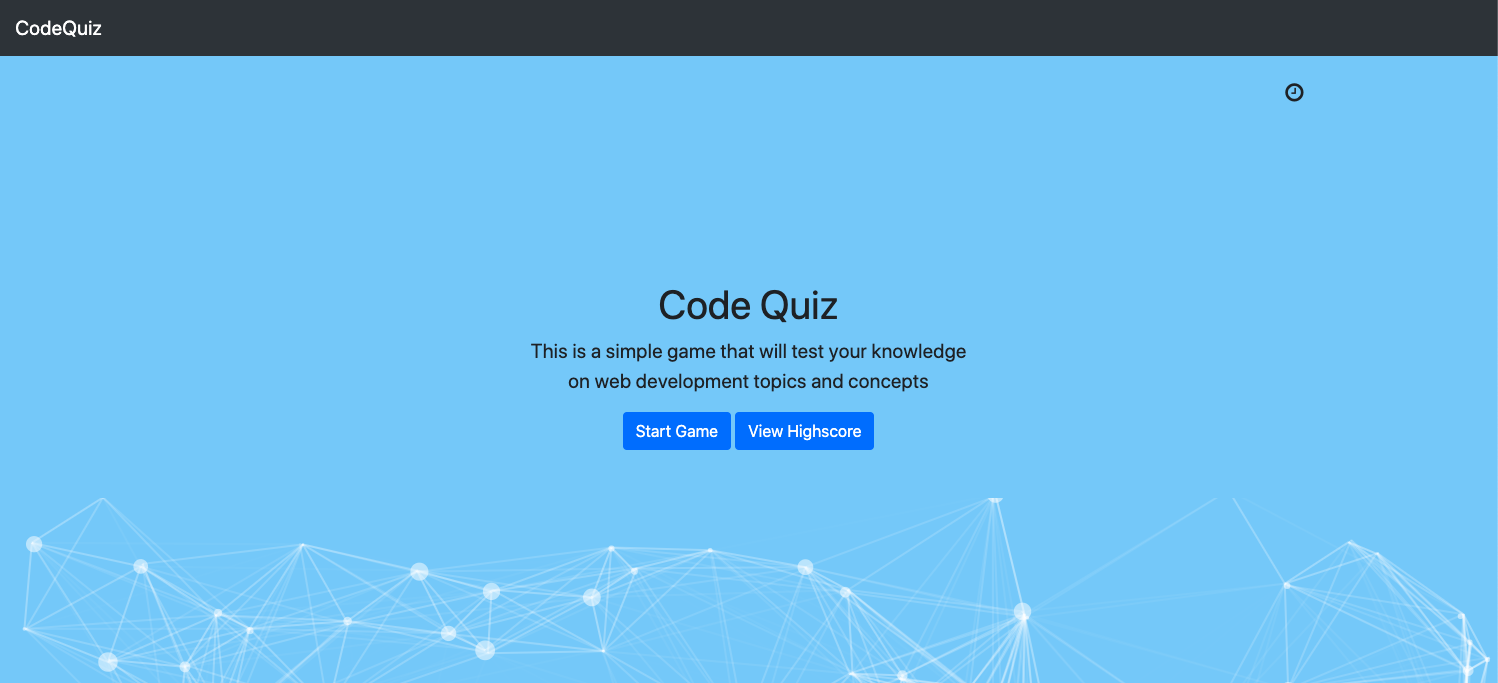 CodeQuiz
Code Quiz
This is a simple game that will test your knowledge
on web development topics and concepts
Start Game
View Highscore